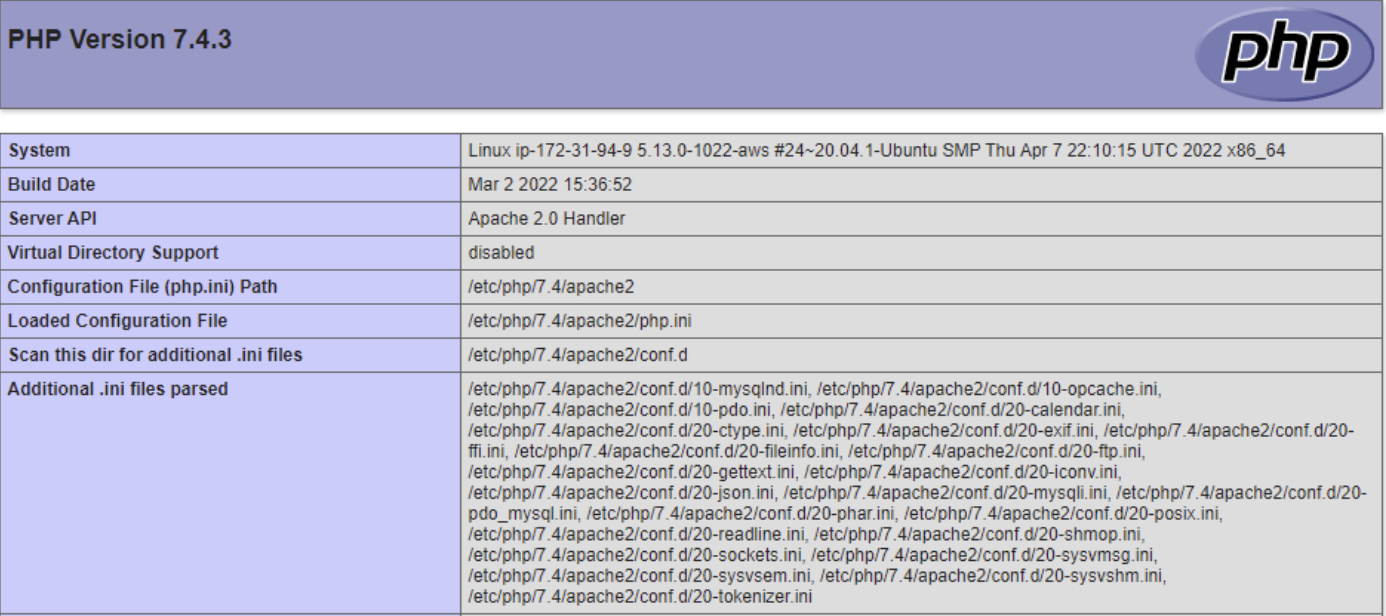 PHP Version 7.4.3
php
System Linux ip-172-31-94-9 5.13.0-1022-aws #24~20.04.1-Ubuntu SMP Thu Apr 7 22:10:15 UTC 2022 x86_64
Build Date Mar 2 2022 15:36:52
Server API Apache 2.0 Handler
Virtual Directory Support disabled
Configuration File (php.ini) Path /etc/php/7.4/apache2
Loaded Configuration File /etc/php/7.4/apache2/php.ini
Scan this dir for additional .ini files /etc/php/7.4/apache2/conf.d
Additional .ini files parsed /etc/php/7.4/apache2/conf.d/10-mysqlnd.ini, /etc/php/7.4/apache2/conf.d/10-opcache.ini,
/etc/php/7.4/apache2/conf.d/10-pdo.ini, /etc/php/7.4/apache2/conf.d/20-calendar.ini,
/etc/php/7.4/apache2/conf.d/20-ctype.ini, /etc/php/7.4/apache2/conf.d/20-exif.ini, /etc/php/7.4/apache2/conf.d/20-
ffi.ini, /etc/php/7.4/apache2/conf.d/20-fileinfo.ini, /etc/php/7.4/apache2/conf.d/20-ftp.ini,
/etc/php/7.4/apache2/conf.d/20-gettext.ini, /etc/php/7.4/apache2/conf.d/20-iconv.ini,
/etc/php/7.4/apache2/conf.d/20-json.ini, /etc/php/7.4/apache2/conf.d/20-mysqli.ini, /etc/php/7.4/apache2/conf.d/20-
pdo_mysql.ini, /etc/php/7.4/apache2/conf.d/20-phar.ini, /etc/php/7.4/apache2/conf.d/20-posix.ini,
/etc/php/7.4/apache2/conf.d/20-readline.ini, /etc/php/7.4/apache2/conf.d/20-shmop.ini,
/etc/php/7.4/apache2/conf.d/20-sockets.ini, /etc/php/7.4/apache2/conf.d/20-sysvmsg.ini,
/etc/php/7.4/apache2/conf.d/20-sysvsem.ini, /etc/php/7.4/apache2/conf.d/20-sysvshm.ini,
/etc/php/7.4/apache2/conf.d/20-tokenizer.ini